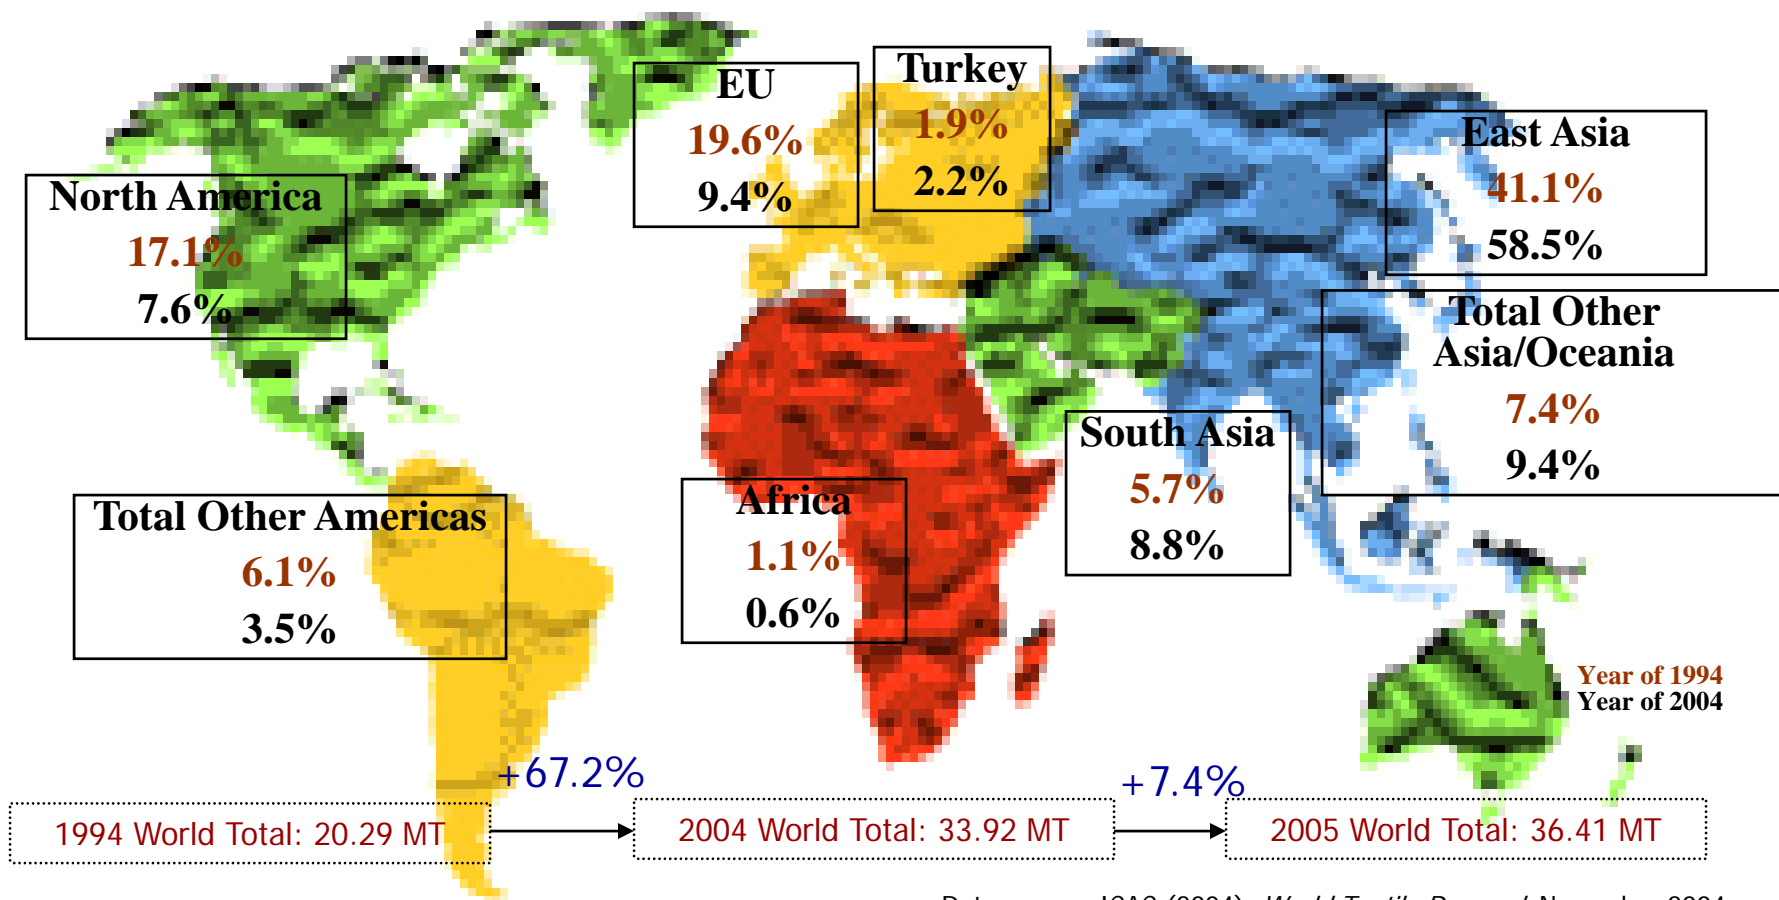 EU
19.6%
9.4%
Turkey
1.9%
2.2%
East Asia
41.1%
58.5%
North America
17.1%
7.6%
Total Other
Asia/Oceania
7.4%
9.4%
South Asia
5.7%
8.8%
Total Other Americas
6.1%
3.5%
Africa
1.1%
0.6%
Year of 1994
Year of 2004
+67.2%
+7.4%
1994 World Total: 20.29 MT
2004 World Total: 33.92 MT
2005 World Total: 36.41 MT